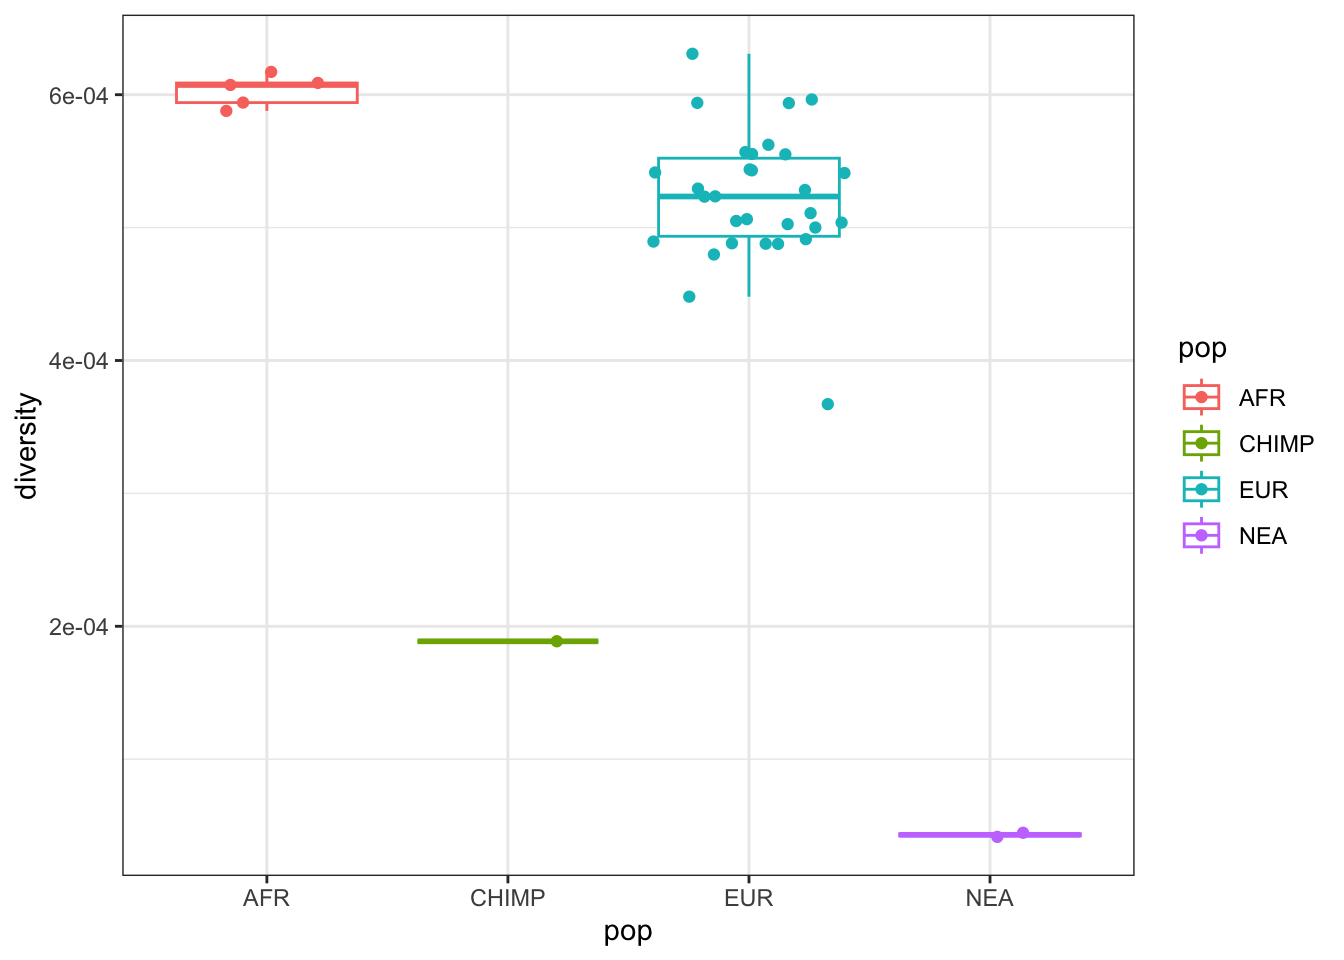 6e-04
4e-04
2e-04
diversity
AFR CHIMP EUR NEA
pop
pop
AFR
CHIMP
EUR
NEA